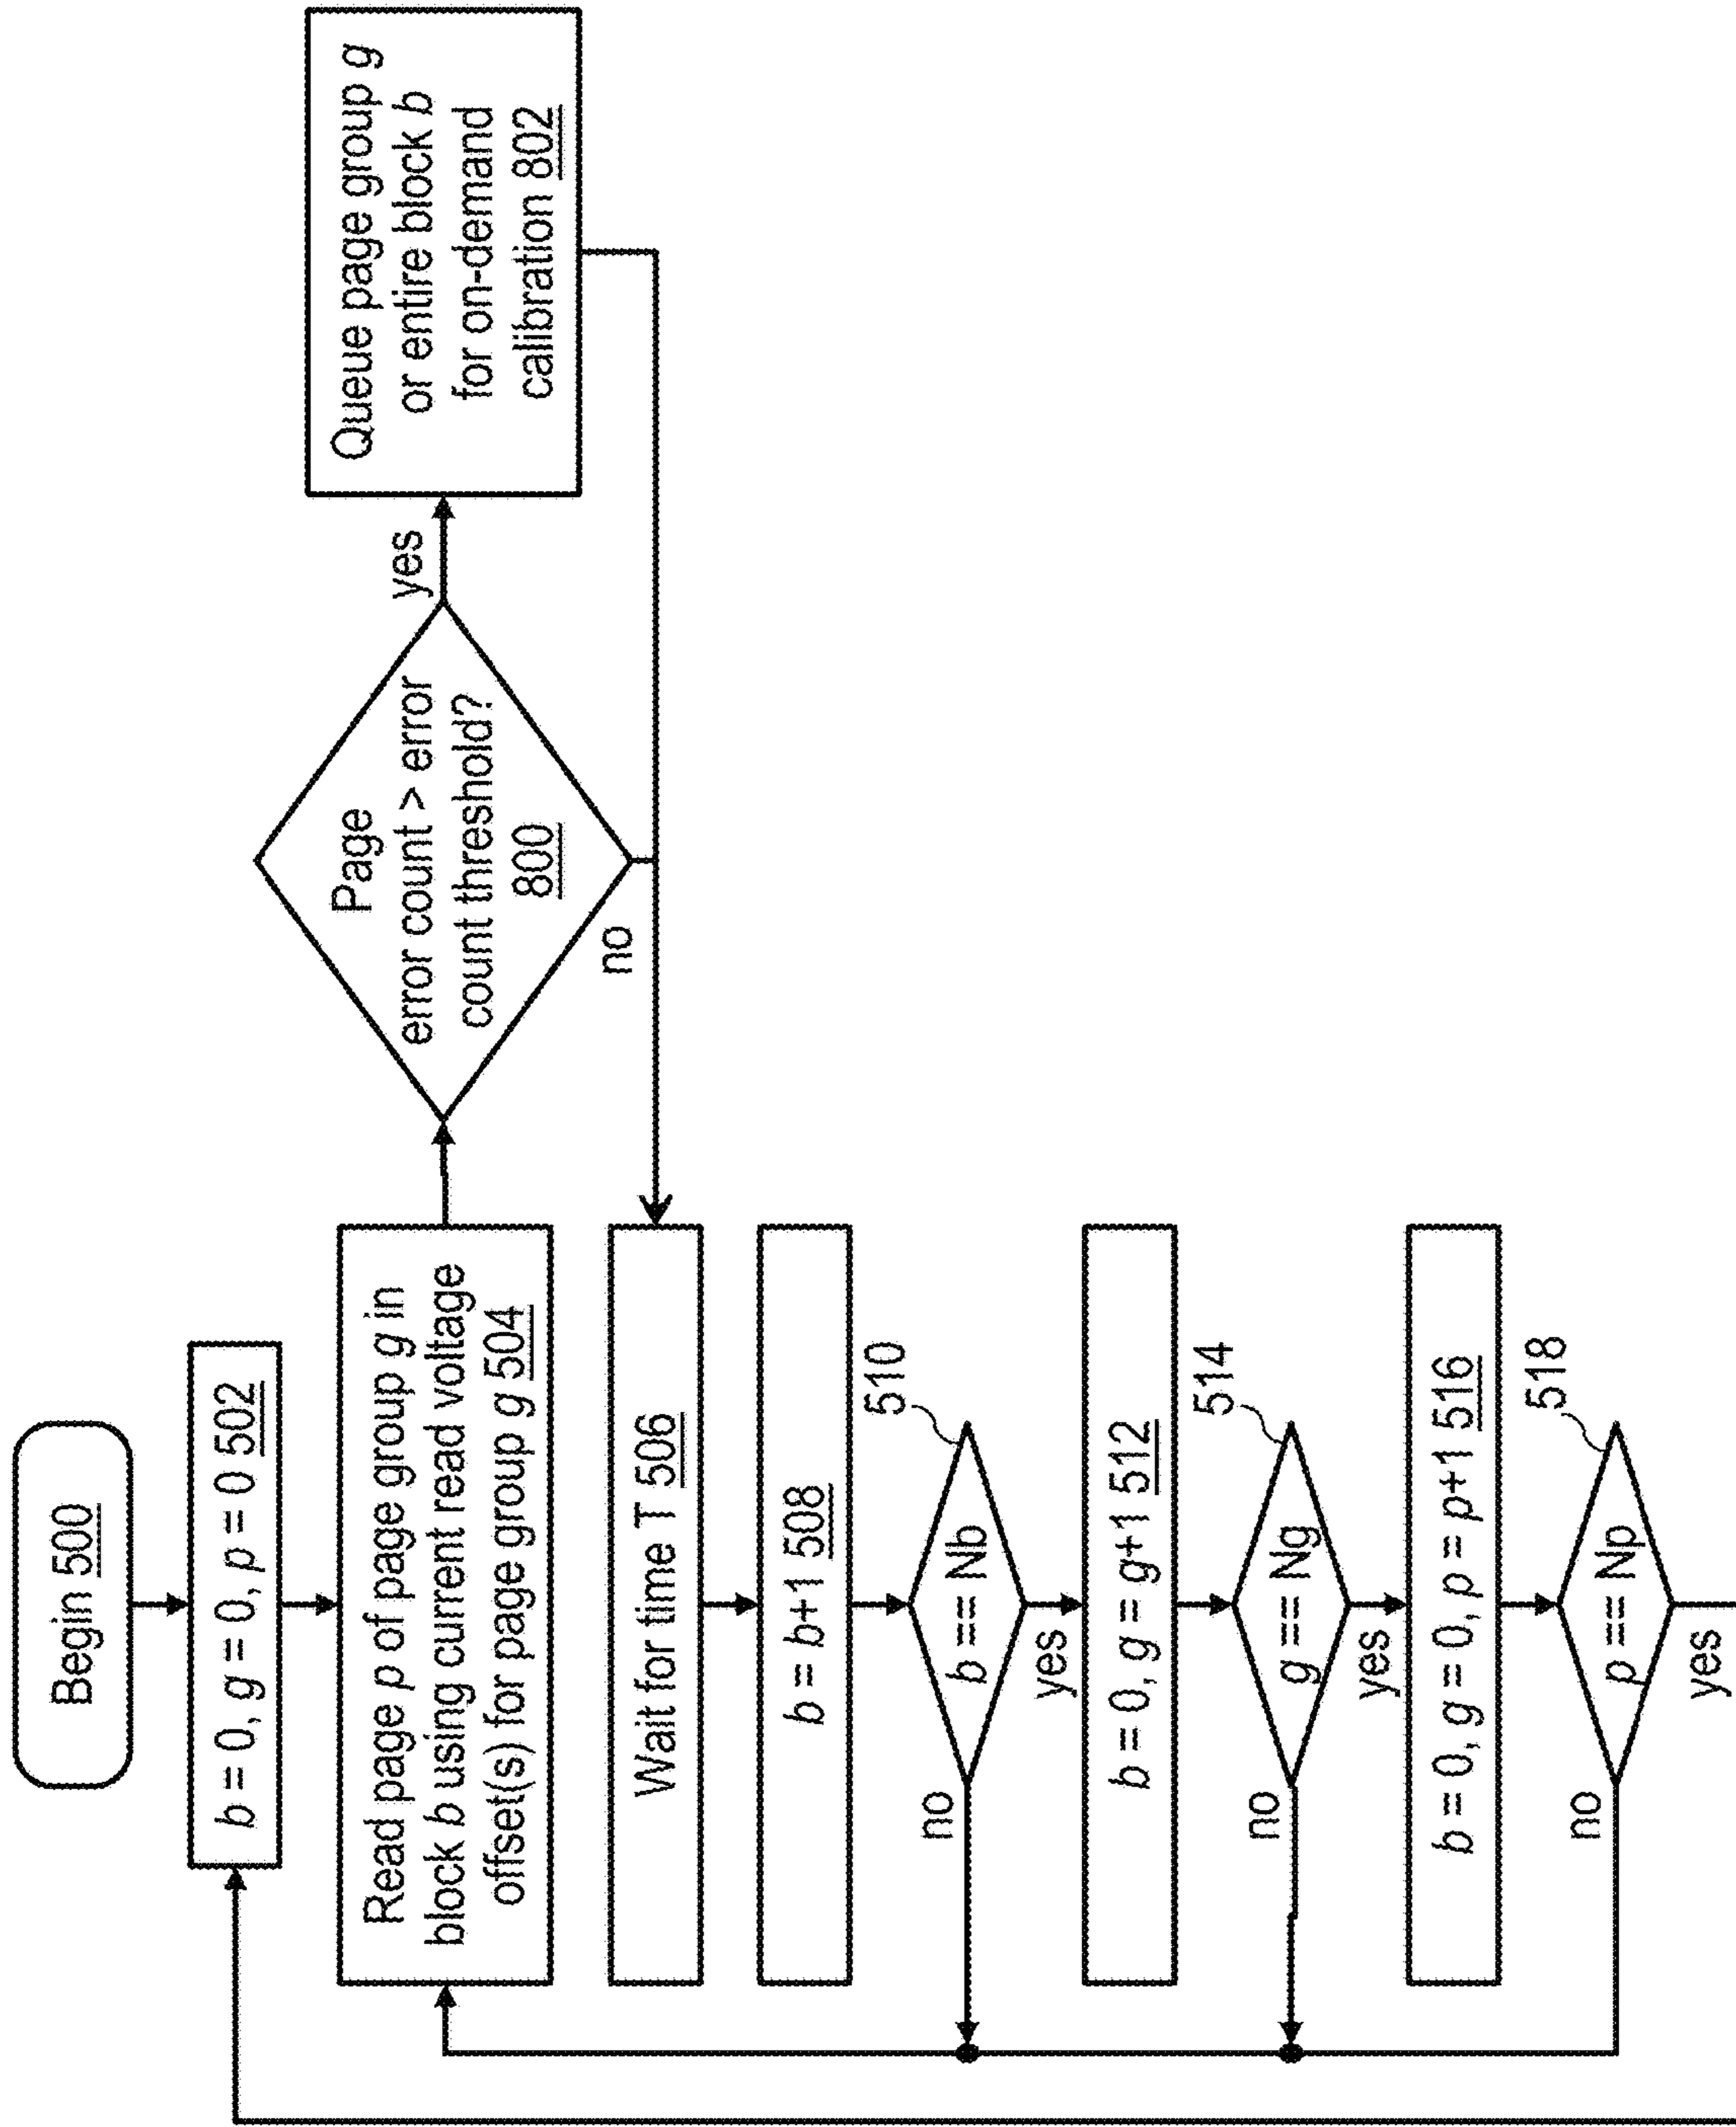 Begin 500
b = 0, g = 0, p = 0 502
Read page p of page group g in
block b using current read voltage
offset(s) for page group g 504
Page
error count > error
count threshold?
800
yes
no
Queue page group g
or entire block b
for on-demand
calibration 802
Wait for time T 506
b = b+1 508
510
b == Nb
no
yes
b = 0, g = g+1 512
514
g == Ng
no
yes
b = 0, g = 0, p = p+1 516
518
p == Np
no
yes